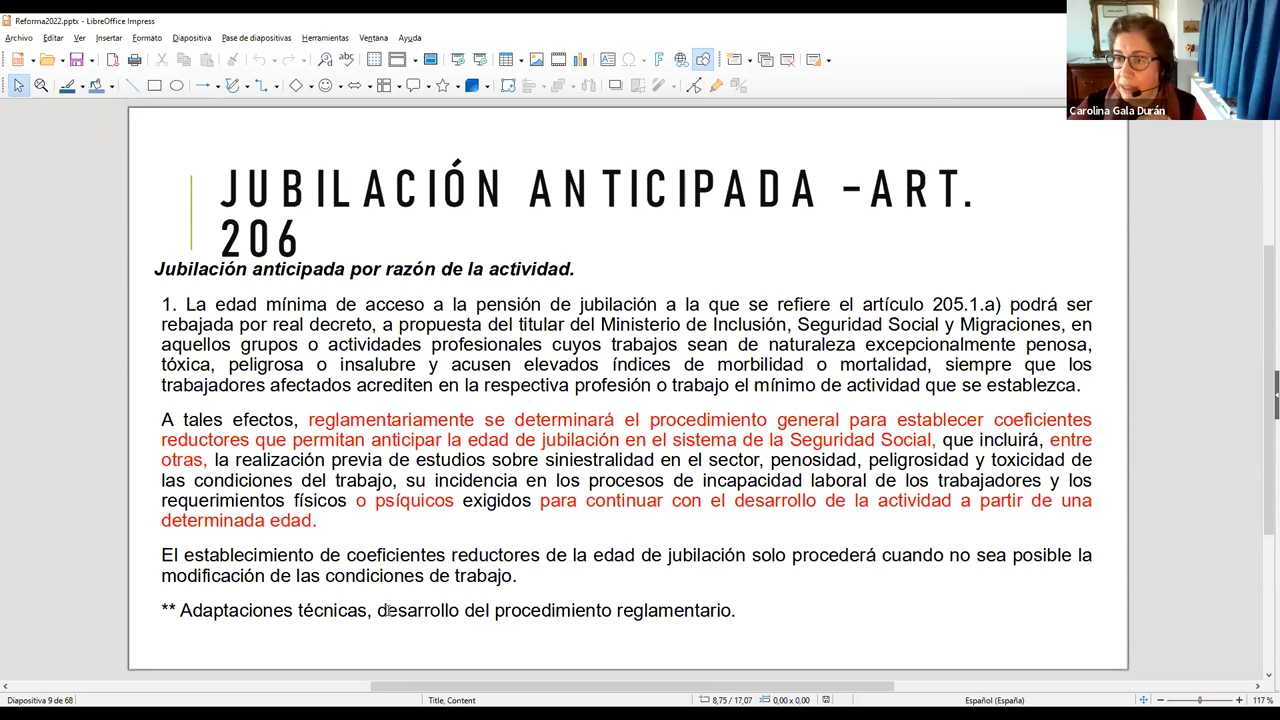 Reforma2022.pptx - LibreOffice Impress
Archivo Editar Ver Insertar Formato Diapositiva Pase de diapositivas Herramientas Ventana Ayuda
Carolina Gala Durán
JUBILACIÓN ANTICIPADA –ART.
206
Jubilación anticipada por razón de la actividad.
1. La edad mínima de acceso a la pensión de jubilación a la que se refiere el artículo 205.1.a) podrá ser
rebajada por real decreto, a propuesta del titular del Ministerio de Inclusión, Seguridad Social y Migraciones, en
aquellos grupos o actividades profesionales cuyos trabajos sean de naturaleza excepcionalmente penosa,
tóxica, peligrosa o insalubre y acusen elevados índices de morbilidad o mortalidad, siempre que los
trabajadores afectados acrediten en la respectiva profesión o trabajo el mínimo de actividad que se establezca.
A tales efectos, reglamentariamente se determinará el procedimiento general para establecer coeficientes
reductores que permitan anticipar la edad de jubilación en el sistema de la Seguridad Social, que incluirá, entre
otras, la realización previa de estudios sobre siniestralidad en el sector, penosidad, peligrosidad y toxicidad de
las condiciones del trabajo, su incidencia en los procesos de incapacidad laboral de los trabajadores y los
requerimientos físicos o psíquicos exigidos para continuar con el desarrollo de la actividad a partir de una
determinada edad.
El establecimiento de coeficientes reductores de la edad de jubilación solo procederá cuando no sea posible la
modificación de las condiciones de trabajo.
** Adaptaciones técnicas, desarrollo del procedimiento reglamentario.
Diapositiva 9 de 68 Title, Content 8,75 / 17,07 0,00 x 0,00 Español (España) 117 %